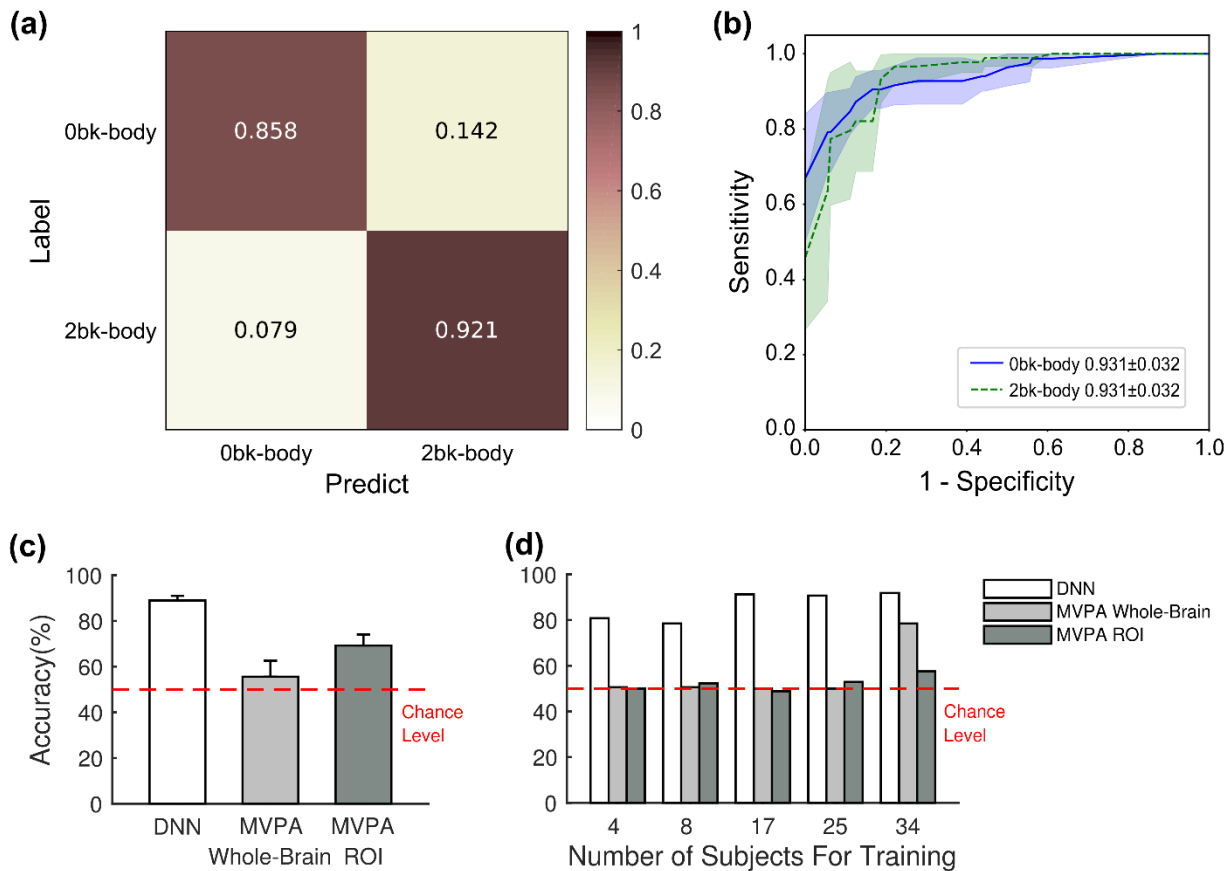 (a)
Label
0bk-body
2bk-body
0.858
0.142
0.079
0.921
0bk-body
2bk-body
Predict
1
0.8
0.6
0.4
0.2
0
(b)
Sensitivity
1.0
0.8
0.6
0.4
0.2
0.0
0bk-body 0.931±0.032
2bk-body 0.931±0.032
0.0 0.2 0.4 0.6 0.8 1.0
1 - Specificity
(c)
Accuracy(%)
100
80
60
40
20
0
Chance
Level
DNN MVPA MVPA
Whole-Brain ROI
(d)
100
80
60
40
20
0
Chance
Level
4 8 17 25 34
Number of Subjects For Training
DNN
MVPA Whole-Brain
MVPA ROI